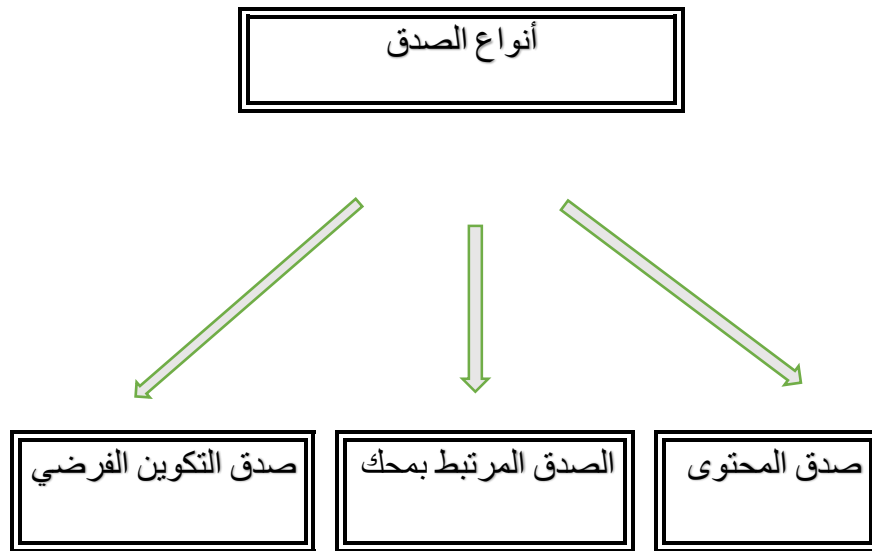 أنواع الصدق
صدق المحتوى
الصدق المرتبط بمحك
صدق التكوين الفرضي